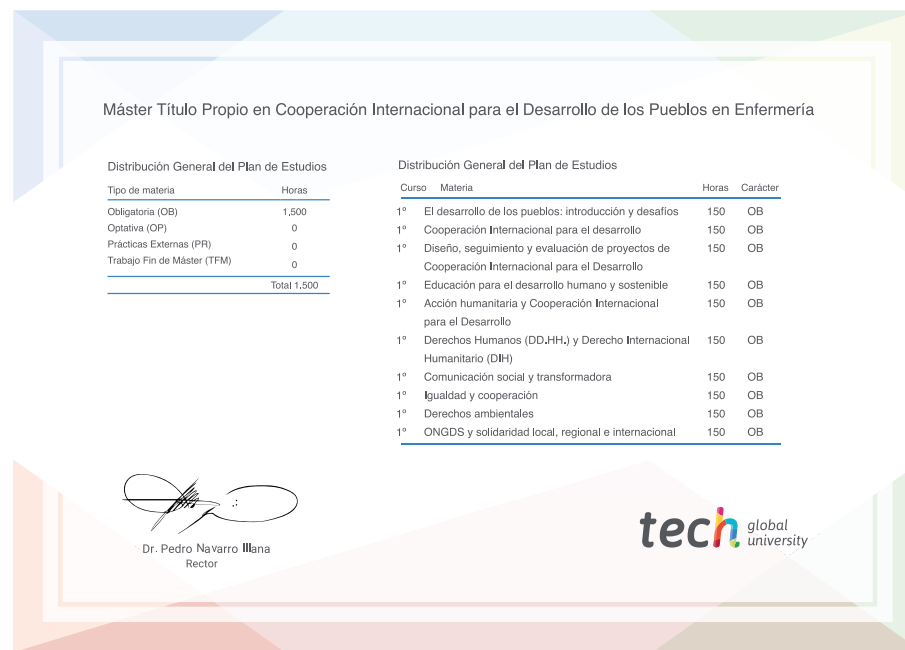 Máster Título Propio en Cooperación Internacional para el Desarrollo de los Pueblos en Enfermería
Distribución General del Plan de Estudios
Tipo de materia Horas
Obligatoria (OB) 1,500
Optativa (OP) 0
Prácticas Externas (PR) 0
Trabajo Fin de Máster (TFM) 0
Total 1.500
Distribución General del Plan de Estudios
Curso Materia Horas Carácter
1º El desarrollo de los pueblos: introducción y desafíos 150 OB
1º Cooperación Internacional para el desarrollo 150 OB
1º Diseño, seguimiento y evaluación de proyectos de 150 OB
Cooperación Internacional para el Desarrollo
1º Educación para el desarrollo humano y sostenible 150 OB
1º Acción humanitaria y Cooperación Internacional 150 OB
para el Desarrollo
1º Derechos Humanos (DD.HH.) y Derecho Internacional 150 OB
Humanitario (DIH)
1º Comunicación social y transformadora 150 OB
1º Igualdad y cooperación 150 OB
1º Derechos ambientales 150 OB
1º ONGDS y solidaridad local, regional e internacional 150 OB
Dr. Pedro Navarro Illana
Rector
tech global
university